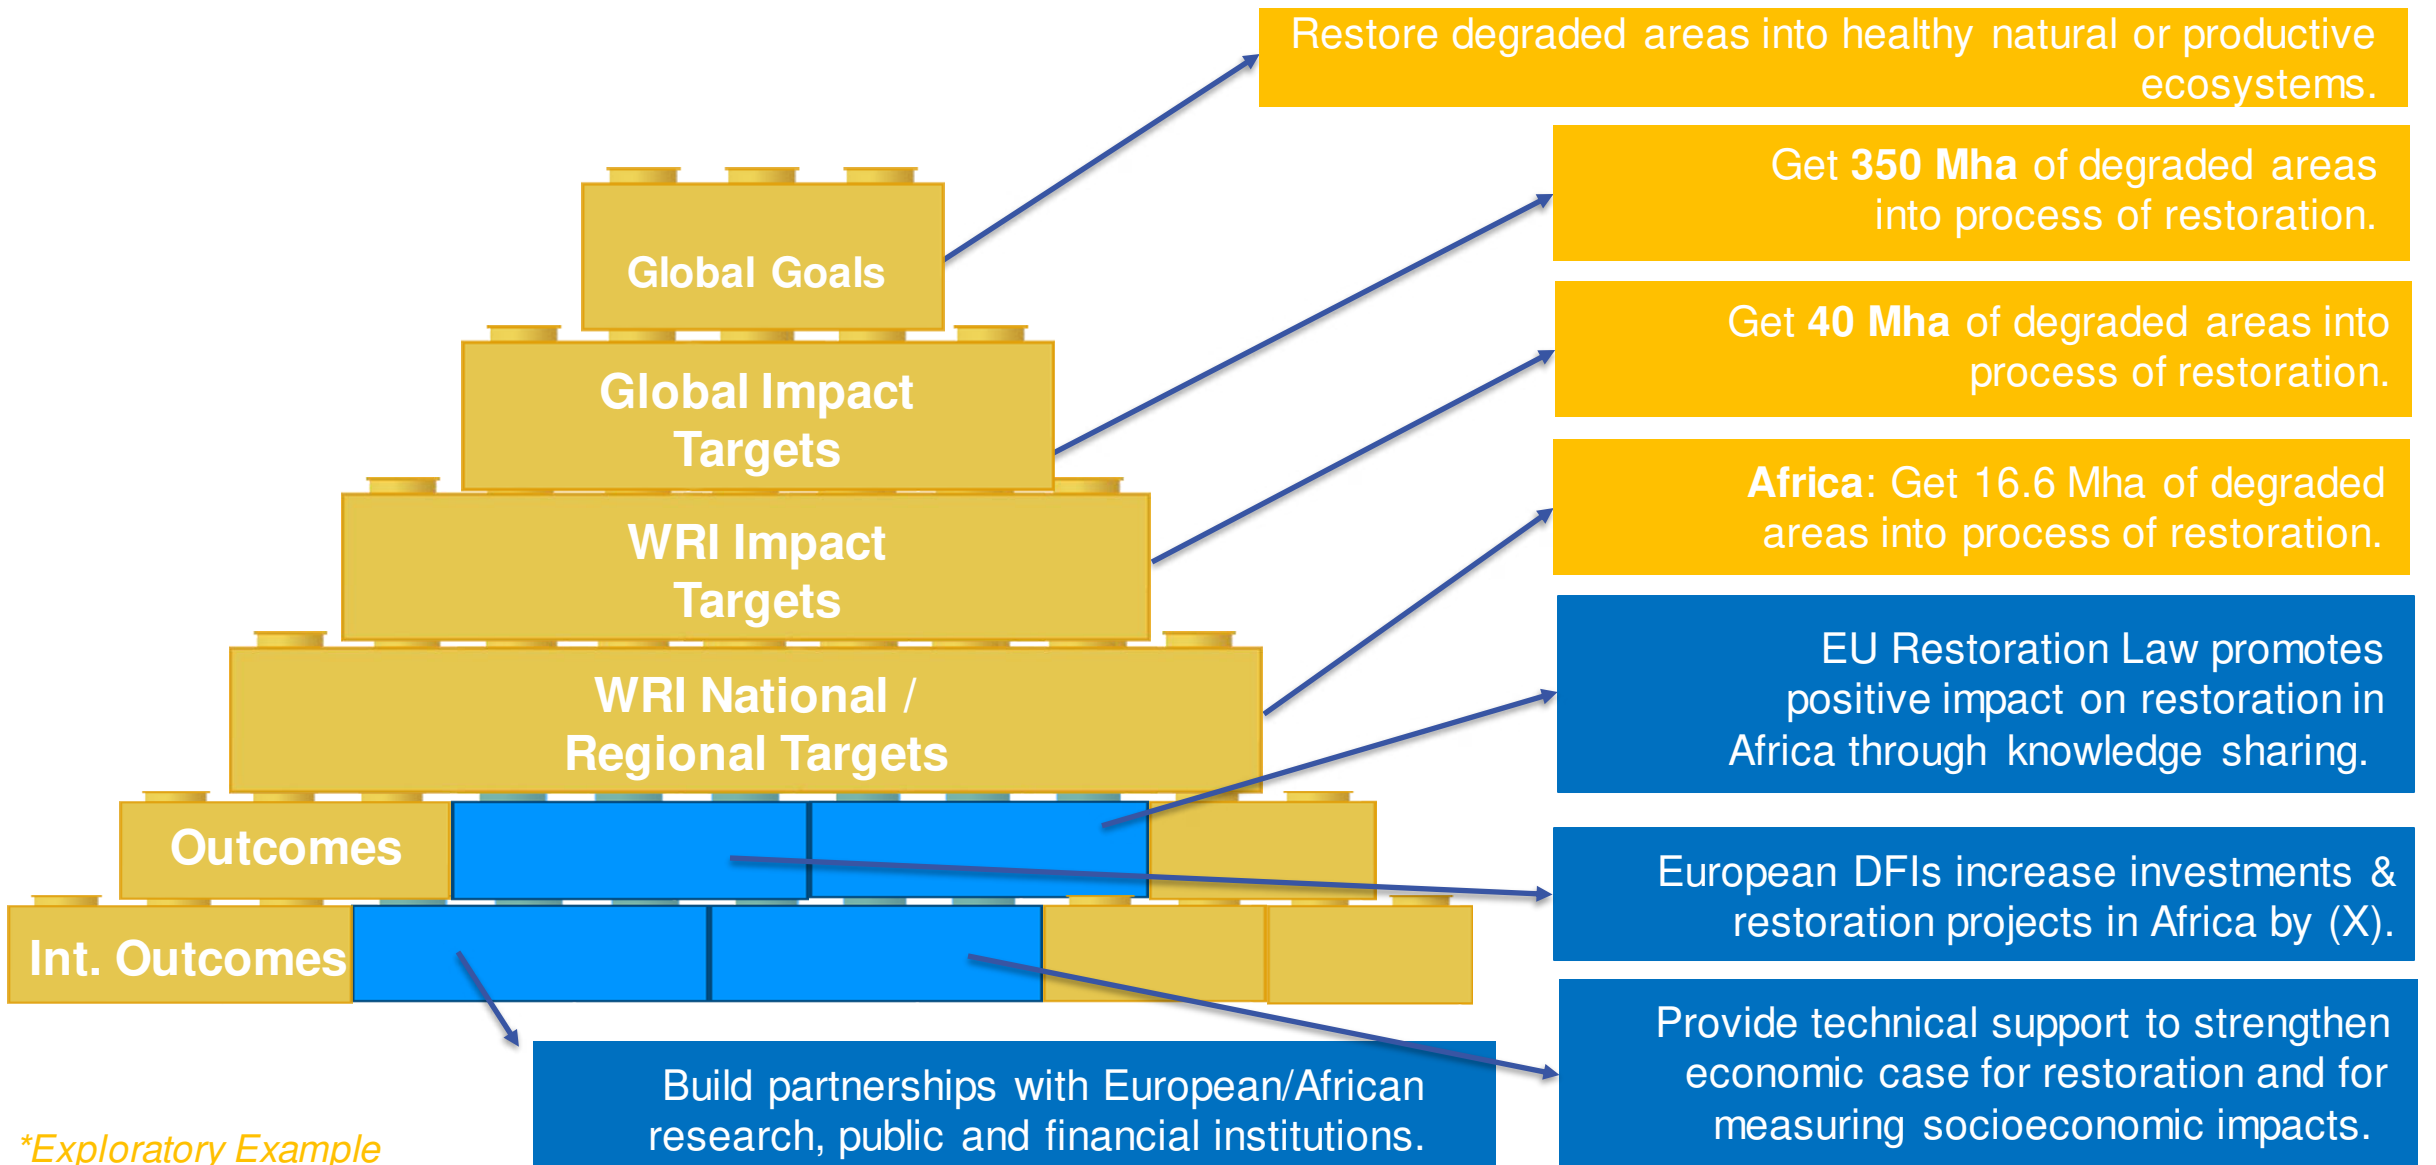 Restore degraded areas into healthy natural or productive
ecosystems.
Get 350 Mha of degraded areas
into process of restoration.
Global Goals
Get 40 Mha of degraded areas into
process of restoration.
Global Impact
Targets
Africa: Get 16.6 Mha of degraded
areas into process of restoration.
WRI Impact
Targets
EU Restoration Law promotes
positive impact on restoration in
Africa through knowledge sharing.
WRI National /
Regional Targets
Outcomes
European DFIs increase investments &
restoration projects in Africa by (X).
Int. Outcomes
Provide technical support to strengthen
economic case for restoration and for
measuring socioeconomic impacts.
Build partnerships with European/African
research, public and financial institutions.
*Exploratory Example